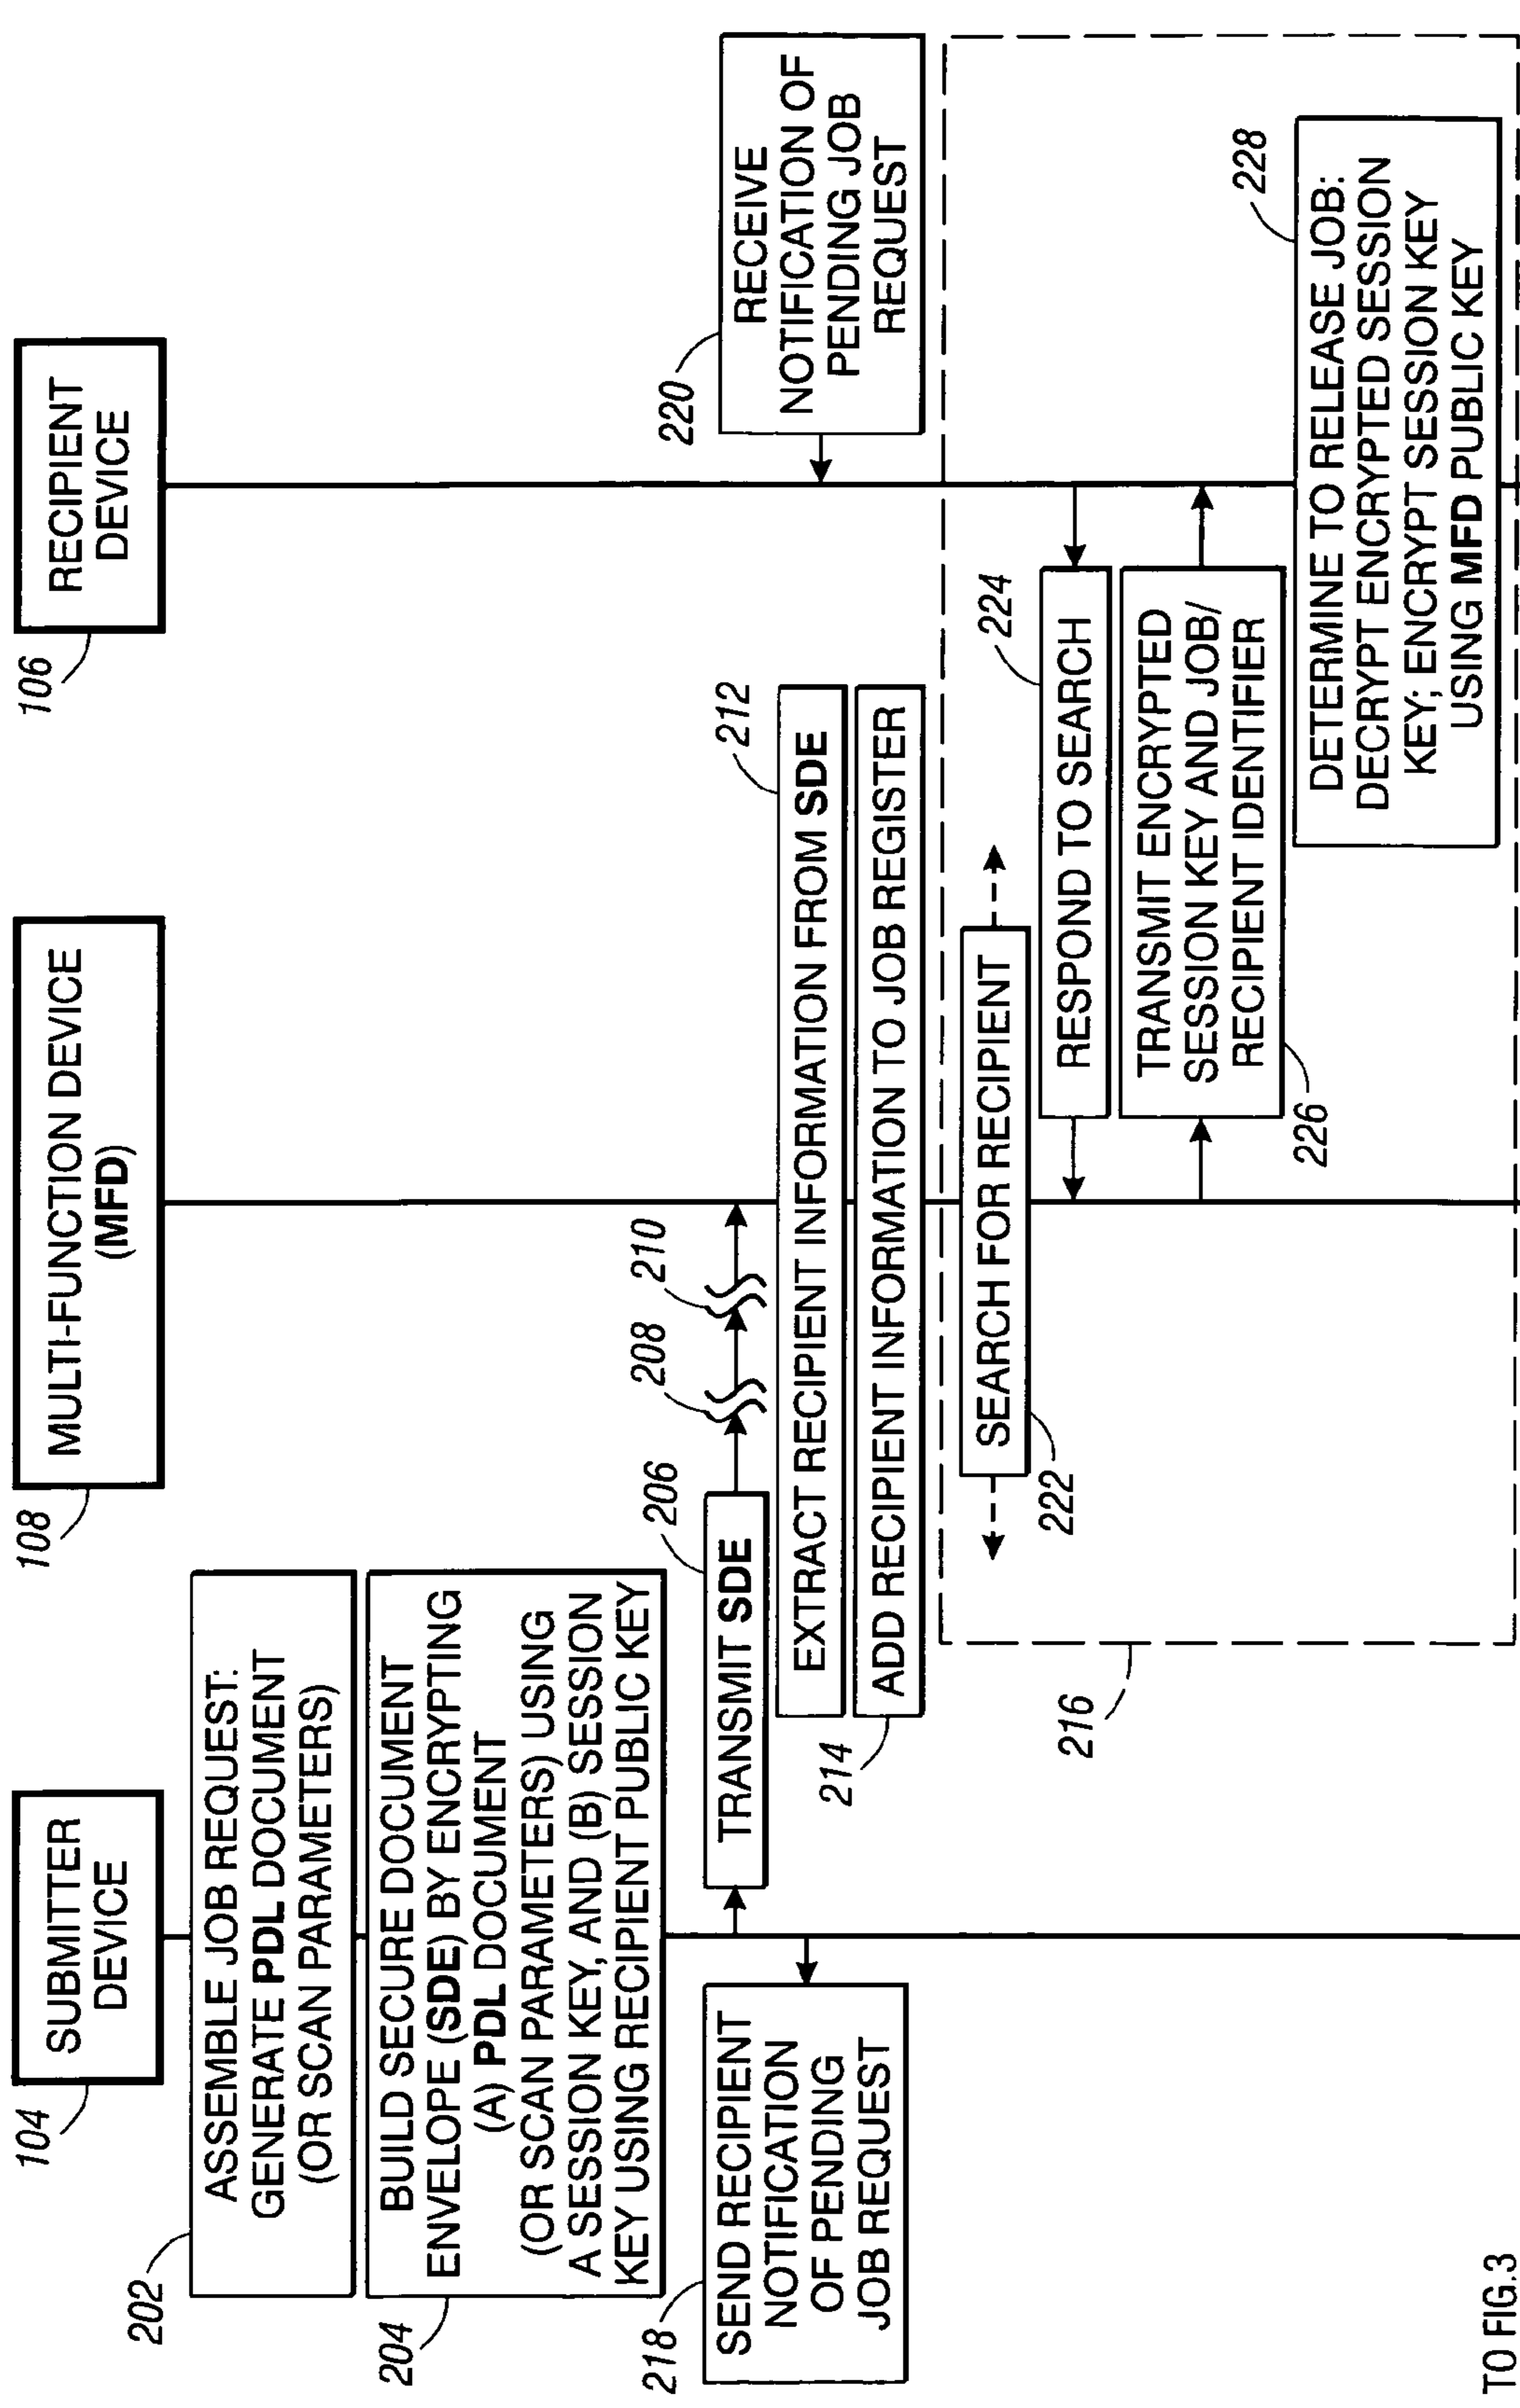 104
SUBMITTER
DEVICE
108
MULTI-FUNCTION DEVICE
(MFD)
106
RECIPIENT
DEVICE
202
ASSEMBLE JOB REQUEST:
GENERATE PDL DOCUMENT
(OR SCAN PARAMETERS)
204
BUILD SECURE DOCUMENT
ENVELOPE (SDE) BY ENCRYPTING
(A) PDL DOCUMENT
(OR SCAN PARAMETERS) USING
A SESSION KEY, AND (B) SESSION
KEY USING RECIPIENT PUBLIC KEY
206
TRANSMIT SDE
208
210
218
SEND RECIPIENT
NOTIFICATION
OF PENDING
JOB REQUEST
220
RECEIVE
NOTIFICATION OF
PENDING JOB
REQUEST
212
EXTRACT RECIPIENT INFORMATION FROM SDE
214
ADD RECIPIENT INFORMATION TO JOB REGISTER
216
222
SEARCH FOR RECIPIENT
224
RESPOND TO SEARCH
226
TRANSMIT ENCRYPTED
SESSION KEY AND JOB/
RECIPIENT IDENTIFIER
228
DETERMINE TO RELEASE JOB:
DECRYPT ENCRYPTED SESSION
KEY; ENCRYPT SESSION KEY
USING MFD PUBLIC KEY
TO FIG.3